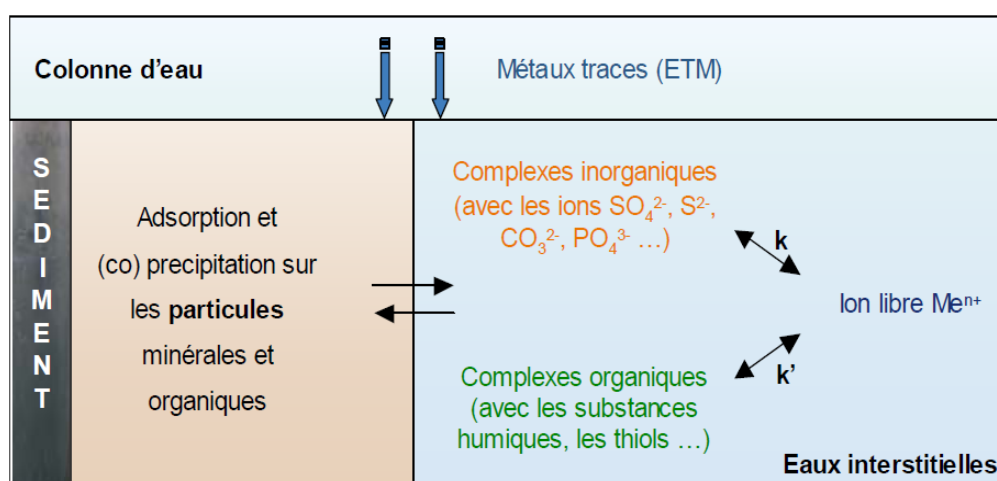 Colonne d'eau
Métaux traces (ETM)
SEDIMENT
Adsorption et
(co) precipitation sur
les particules
minérales et
organiques
Complexes inorganiques
(avec les ions SO₄²⁻, S²⁻,
CO₃²⁻, PO₄³⁻ ...)
k
Ion libre Meⁿ⁺
k'
Complexes organiques
(avec les substances
humiques, les thiols ...)
Eaux interstitielles